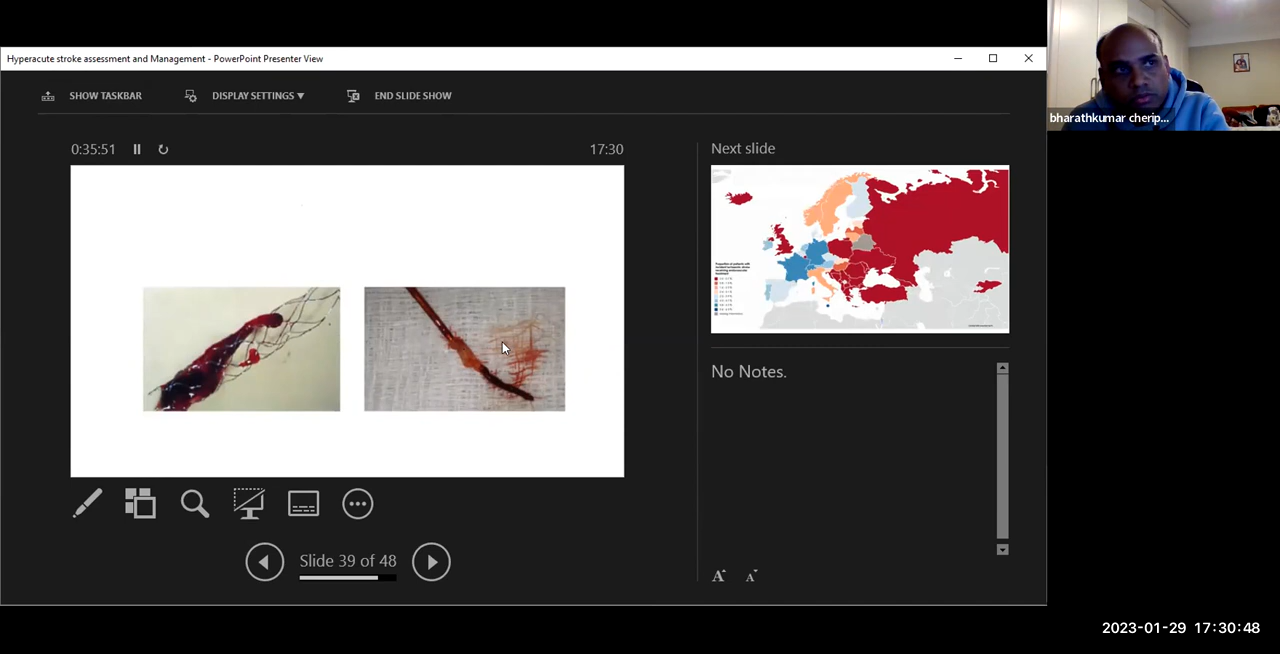 Hyperacute stroke assessment and Management - PowerPoint Presenter View
SHOW TASKBAR
DISPLAY SETTINGS ▼
END SLIDE SHOW
0:35:51
17:30
Next slide
No Notes.
Slide 39 of 48
A A
bharathkumar cherip...
2023-01-29 17:30:48